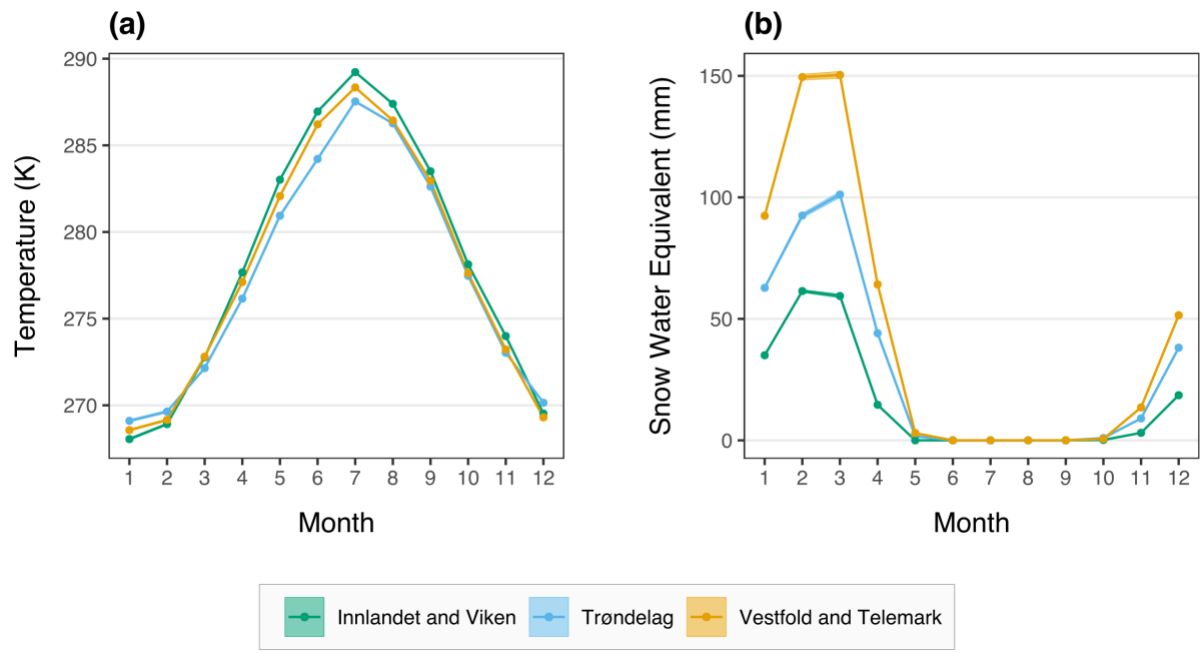 (a)
Temperature (K)
290
285
280
275
270
1 2 3 4 5 6 7 8 9 10 11 12
Month
(b)
Snow Water Equivalent (mm)
150
100
50
0
1 2 3 4 5 6 7 8 9 10 11 12
Month
Innlandet and Viken Trøndelag Vestfold and Telemark